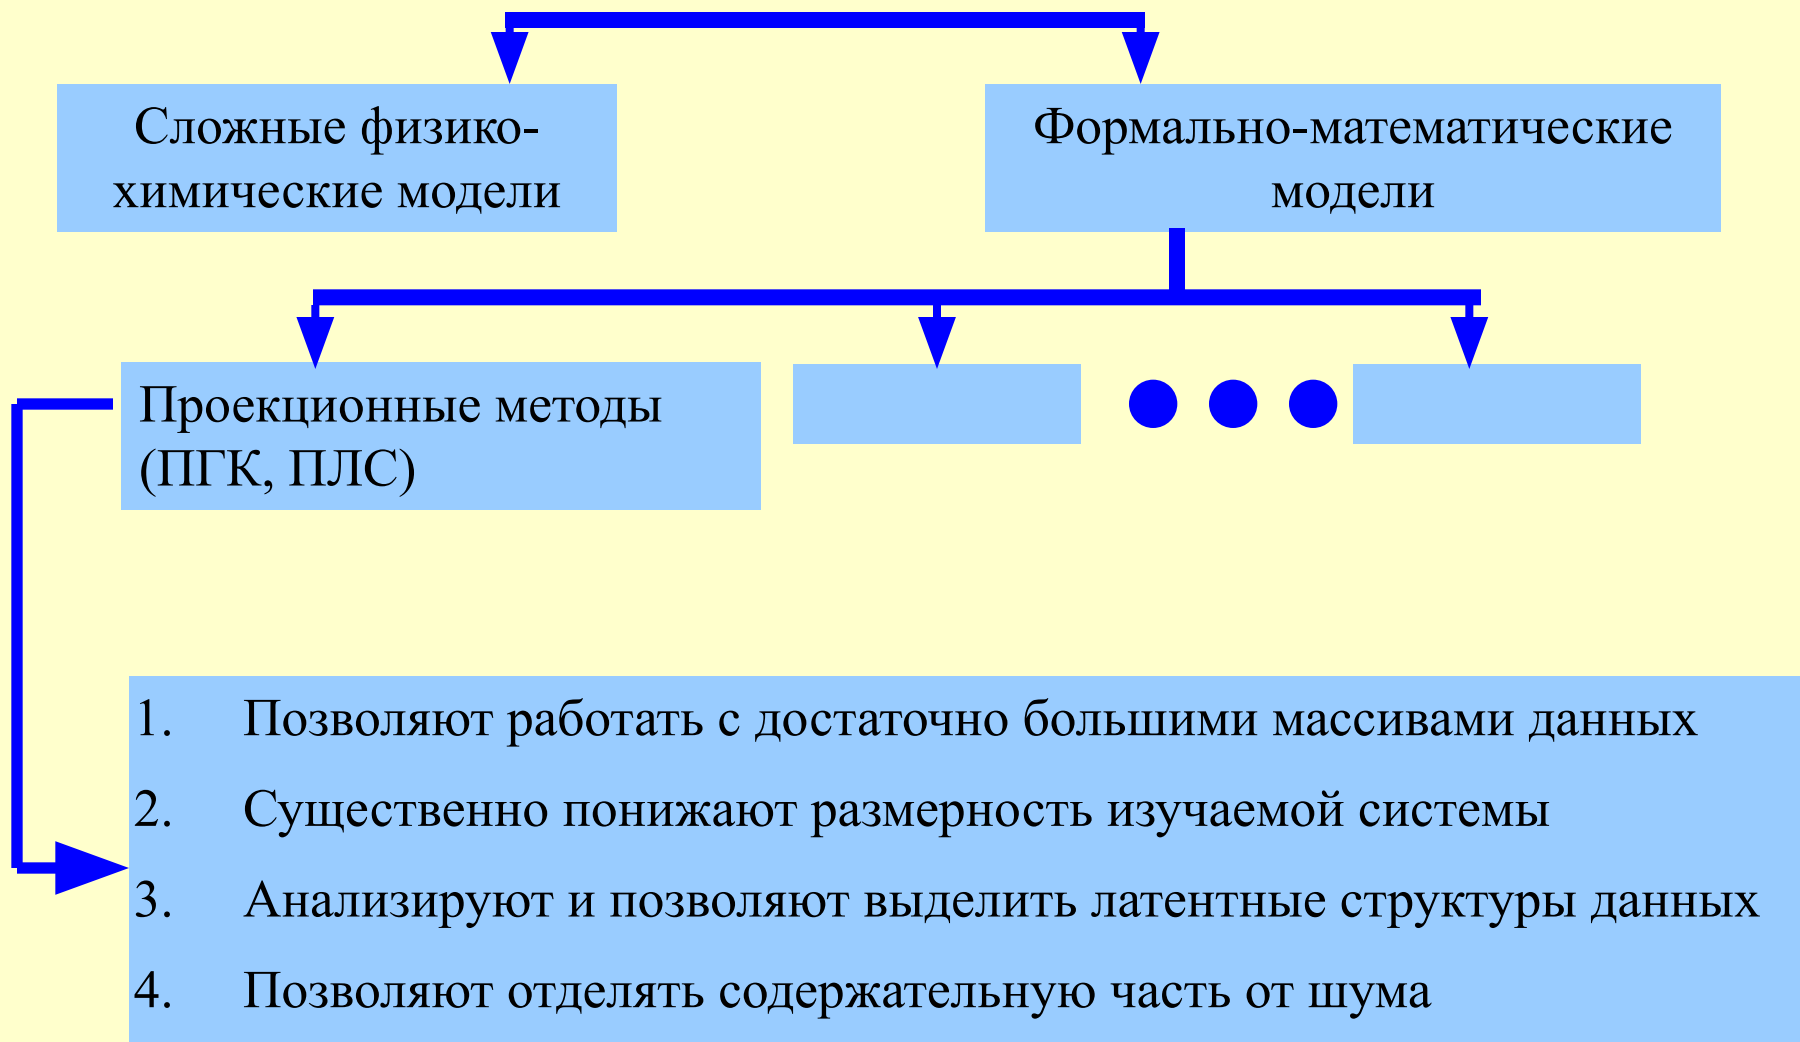 Сложные физико-
химические модели
Формально-математические
модели
Проекционные методы
(ПГК, ПЛС)
1. Позволяют работать с достаточно большими массивами данных
2. Существенно понижают размерность изучаемой системы
3. Анализируют и позволяют выделить латентные структуры данных
4. Позволяют отделять содержательную часть от шума